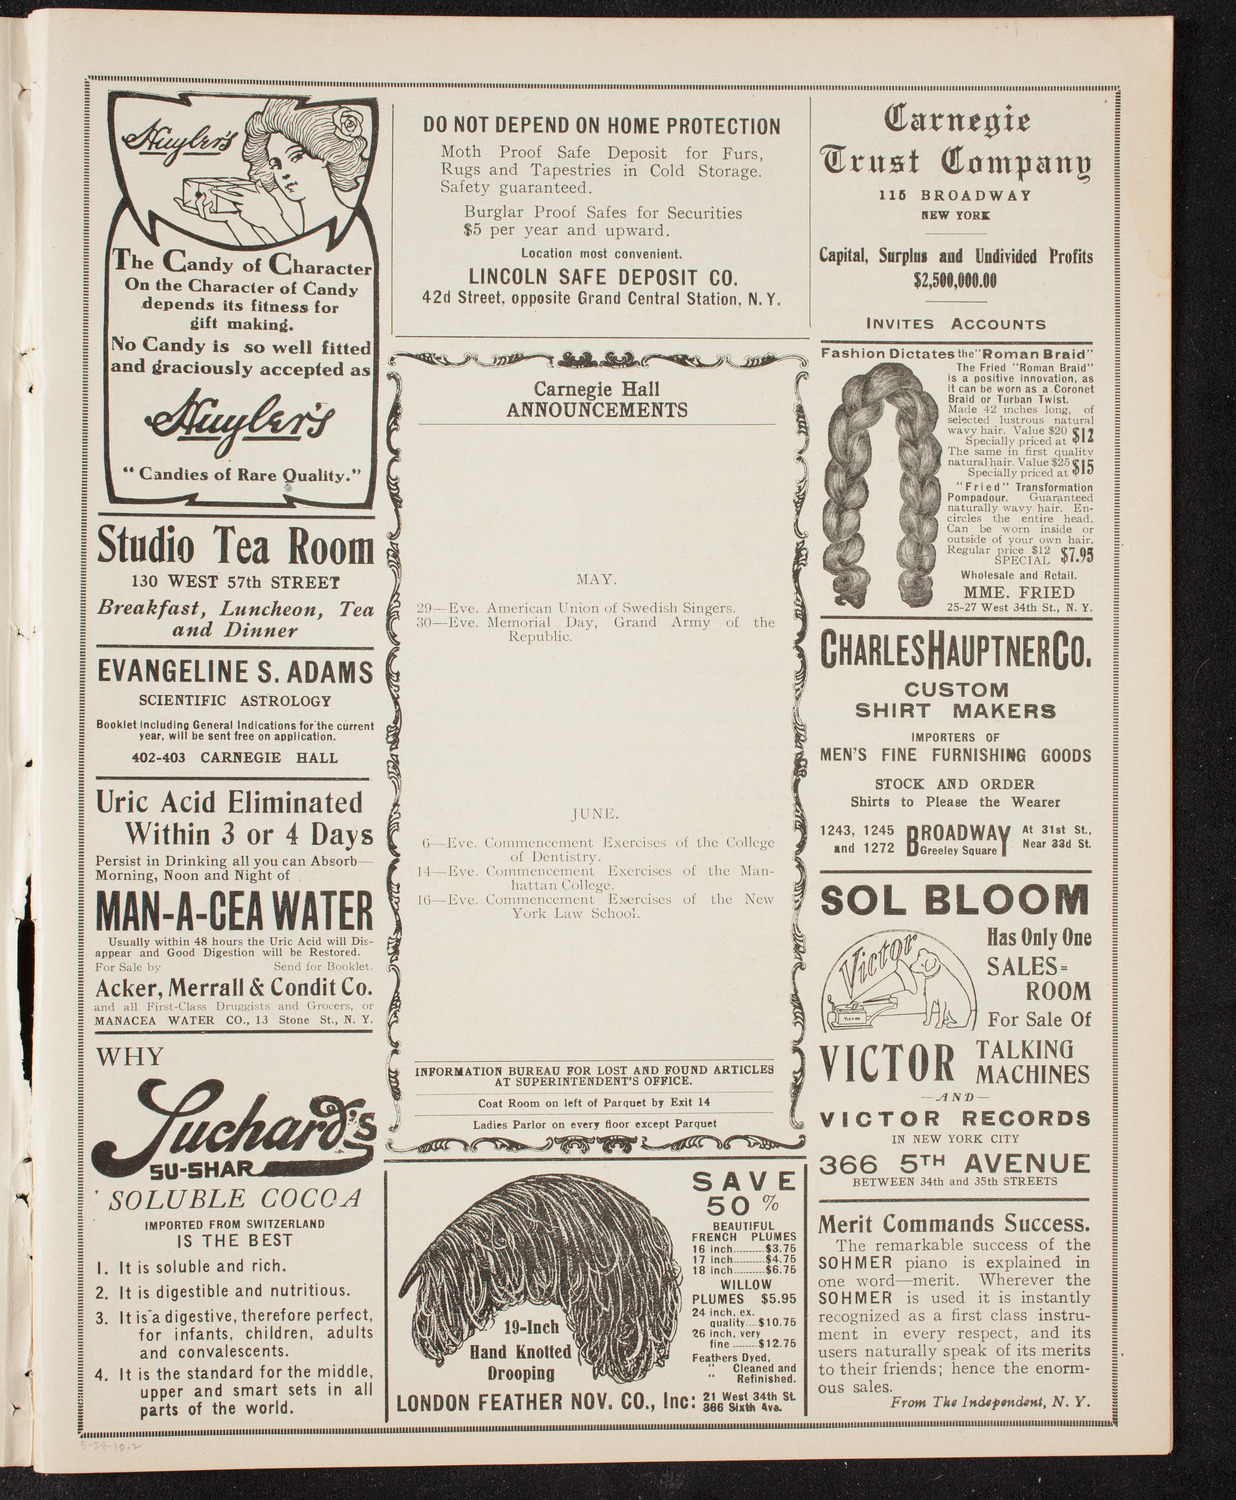 Huyler's
The Candy of Character
On the Character of Candy
depends its fitness for
gift making.
No Candy is so well fitted
and graciously accepted as
Huyler's
"Candies of Rare Quality."
Studio Tea Room
130 WEST 57th STREET
Breakfast, Luncheon, Tea
and Dinner
EVANGELINE S. ADAMS
SCIENTIFIC ASTROLOGY
Booklet including General Indications for the current
year, will be sent free on application.
402-403 CARNEGIE HALL
Uric Acid Eliminated
Within 3 or 4 Days
Persist in Drinking all you can Absorb—
Morning, Noon and Night of
MAN-A-CEA WATER
Usually within 48 hours the Uric Acid will Dis-
appear and Good Digestion will be Restored.
For Sale by Send for Booklet.
Acker, Merrall & Condit Co.
and all First-Class Druggists and Grocers, or
MANACEA WATER CO., 13 Stone St., N. Y.
WHY
Suchard's
SU-SHAR
SOLUBLE COCOA
IMPORTED FROM SWITZERLAND
IS THE BEST
1. It is soluble and rich.
2. It is digestible and nutritious.
3. It is a digestive, therefore perfect,
for infants, children, adults
and convalescents.
4. It is the standard for the middle,
upper and smart sets in all
parts of the world.
DO NOT DEPEND ON HOME PROTECTION
Moth Proof Safe Deposit for Furs,
Rugs and Tapestries in Cold Storage.
Safety guaranteed.
Burglar Proof Safes for Securities
$5 per year and upward.
Location most convenient.
LINCOLN SAFE DEPOSIT CO.
42d Street, opposite Grand Central Station, N. Y.
Carnegie Hall
ANNOUNCEMENTS
MAY.
29—Eve. American Union of Swedish Singers.
30—Eve. Memorial Day, Grand Army of the
Republic.
JUNE.
6—Eve. Commencement Exercises of the College
of Dentistry.
14—Eve. Commencement Exercises of the Man-
hattan College.
16—Eve. Commencement Exercises of the New
York Law School.
INFORMATION BUREAU FOR LOST AND FOUND ARTICLES
AT SUPERINTENDENT'S OFFICE.
Coat Room on left of Parquet by Exit 14
Ladies Parlor on every floor except Parquet
19-Inch
Hand Knotted
Drooping
SAVE
50 %
BEAUTIFUL
FRENCH PLUMES
16 inch..........$3.75
17 inch..........$4.75
18 inch..........$6.75
WILLOW
PLUMES $5.95
24 inch, ex.
quality....$10.75
26 inch, very
fine ........$12.75
Feathers Dyed,
" Cleaned and
" Refinished.
LONDON FEATHER NOV. CO., Inc: 21 West 34th St.
366 Sixth Ave.
Carnegie
Trust Company
115 BROADWAY
NEW YORK
Capital, Surplus and Undivided Profits
$2,500,000.00
INVITES ACCOUNTS
Fashion Dictates the "Roman Braid"
The Fried "Roman Braid"
is a positive innovation, as
it can be worn as a Coronet
Braid or Turban Twist.
Made 42 inches long, of
selected lustrous natural
wavy hair. Value $20
Specially priced at $12
The same in first quality
natural hair. Value $25
Specially priced at $15
"Fried" Transformation
Pompadour. Guaranteed
naturally wavy hair. En-
circles the entire head.
Can be worn inside or
outside of your own hair.
Regular price $12
SPECIAL $7.95
Wholesale and Retail.
MME. FRIED
25-27 West 34th St., N. Y.
CHARLES HAUPTNER CO.
CUSTOM
SHIRT MAKERS
IMPORTERS OF
MEN'S FINE FURNISHING GOODS
STOCK AND ORDER
Shirts to Please the Wearer
1243, 1245
and 1272
BROADWAY
Greeley Square
At 31st St.,
Near 33d St.
SOL BLOOM
Victor
VICTOR
Has Only One
SALES=
ROOM
For Sale Of
VICTOR TALKING
MACHINES
—AND—
VICTOR RECORDS
IN NEW YORK CITY
366 5TH AVENUE
BETWEEN 34th and 35th STREETS
Merit Commands Success.
The remarkable success of the
SOHMER piano is explained in
one word—merit. Wherever the
SOHMER is used it is instantly
recognized as a first class instru-
ment in every respect, and its
users naturally speak of its merits
to their friends; hence the enorm-
ous sales.
From The Independent, N. Y.
5-28-10.2